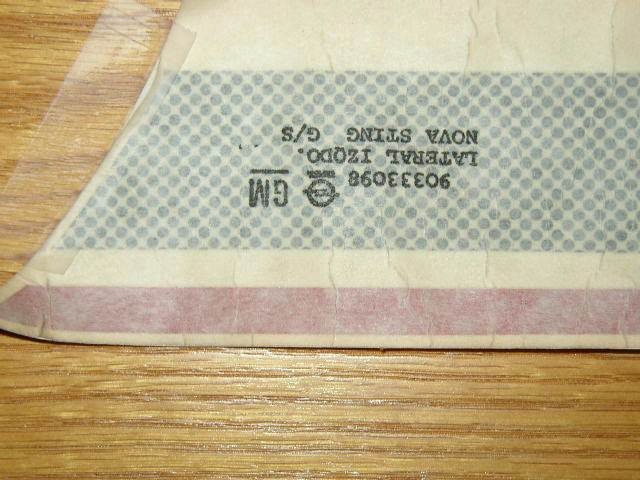 GM 90333098
LATERAL IZQDO.
NOVA STING G/S